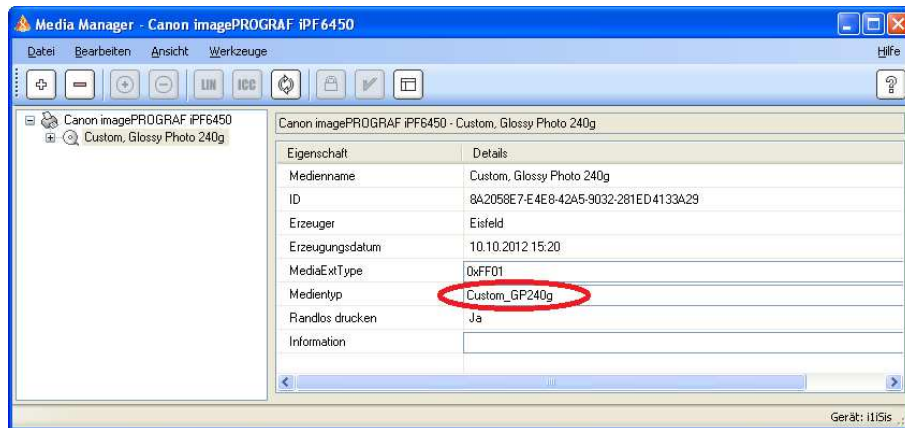 Media Manager - Canon imagePROGRAF iPF6450
Datei Bearbeiten Ansicht Werkzeuge Hilfe
LIN ICC
Canon imagePROGRAF iPF6450
Custom, Glossy Photo 240g
Canon imagePROGRAF iPF6450 - Custom, Glossy Photo 240g
Eigenschaft Details
Medienname Custom, Glossy Photo 240g
ID 8A2058E7-E4E8-42A5-9032-281ED4133A29
Erzeuger Eisfeld
Erzeugungsdatum 10.10.2012 15:20
MediaExtType 0xFF01
Medientyp Custom_GP240g
Randlos drucken Ja
Information
Gerät: i1iSis